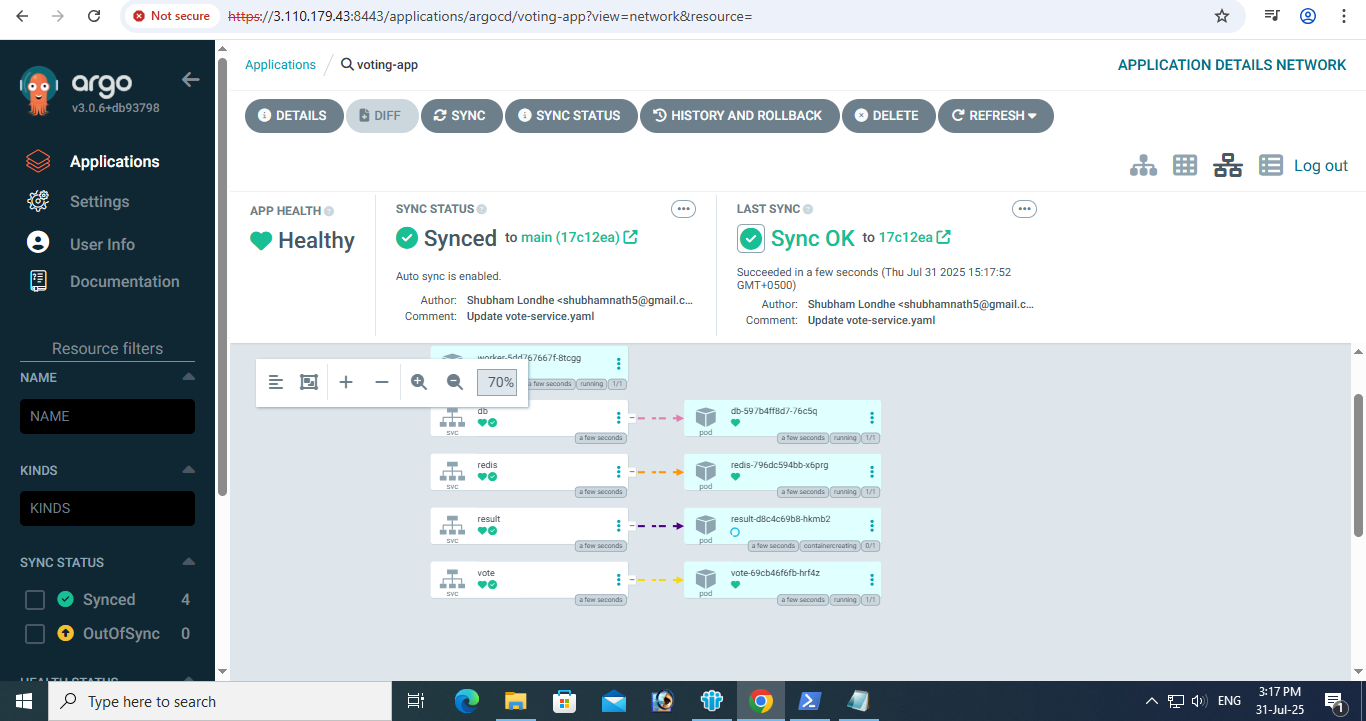 Not secure
https://3.110.179.43:8443/applications/argocd/voting-app?view=network&resource=
argo
v3.0.6+db93798
Applications
Settings
User Info
Documentation
Resource filters
NAME
NAME
KINDS
KINDS
SYNC STATUS
Synced 4
OutOfSync 0
HEALTH STATUS
Applications
voting-app
APPLICATION DETAILS NETWORK
DETAILS
DIFF
SYNC
SYNC STATUS
HISTORY AND ROLLBACK
DELETE
REFRESH
Log out
APP HEALTH
Healthy
SYNC STATUS
Synced to main (17c12ea)
Auto sync is enabled.
Author: Shubham Londhe <shubhamnath5@gmail.c...
Comment: Update vote-service.yaml
LAST SYNC
Sync OK to 17c12ea
Succeeded in a few seconds (Thu Jul 31 2025 15:17:52
GMT+0500)
Author: Shubham Londhe <shubhamnath5@gmail.c...
Comment: Update vote-service.yaml
70%
worker-5dd767667f-8tcgg
a few seconds running 1/1
db
svc
a few seconds
db-597b4ff8d7-76c5q
pod
a few seconds running 1/1
redis
svc
a few seconds
redis-796dc594bb-x6prg
pod
a few seconds running 1/1
result
svc
a few seconds
result-d8c4c69b8-hkmb2
pod
a few seconds containercreating 0/1
vote
svc
a few seconds
vote-69cb46f6fb-hrf4z
pod
a few seconds running 1/1
Type here to search
ENG
3:17 PM
31-Jul-25
1